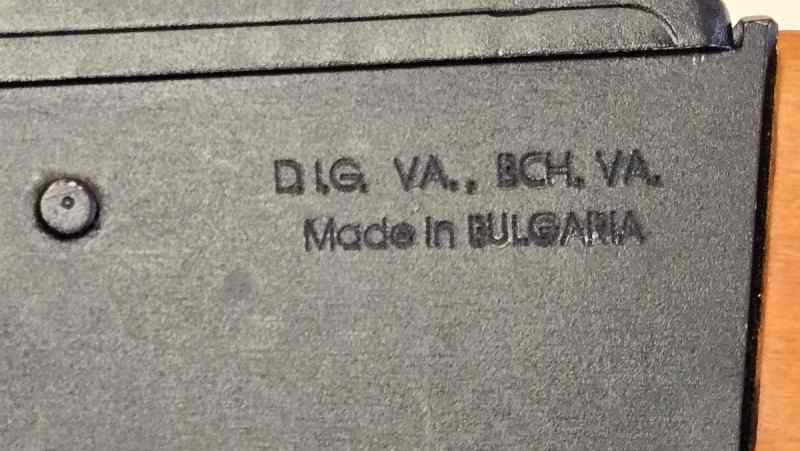 D.I.G. VA., BCH. VA.
Made in BULGARIA